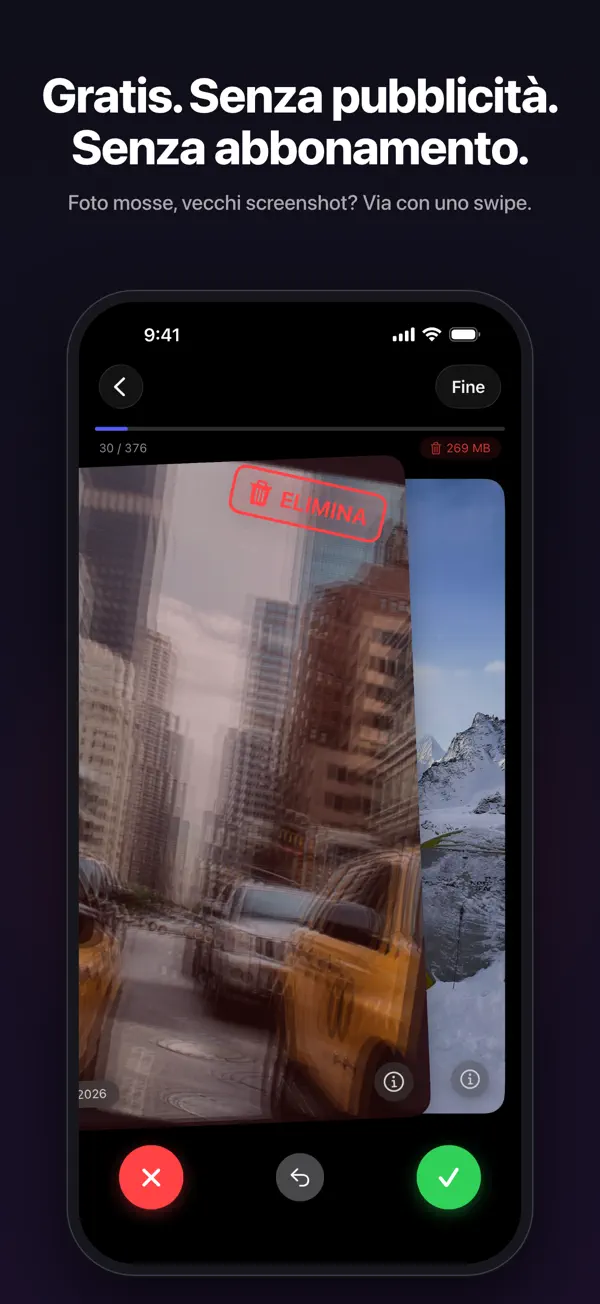 Gratis. Senza pubblicità.
Senza abbonamento.
Foto mosse, vecchi screenshot? Via con uno swipe.
9:41
Fine
30 / 376
269 MB
ELIMINA
2026